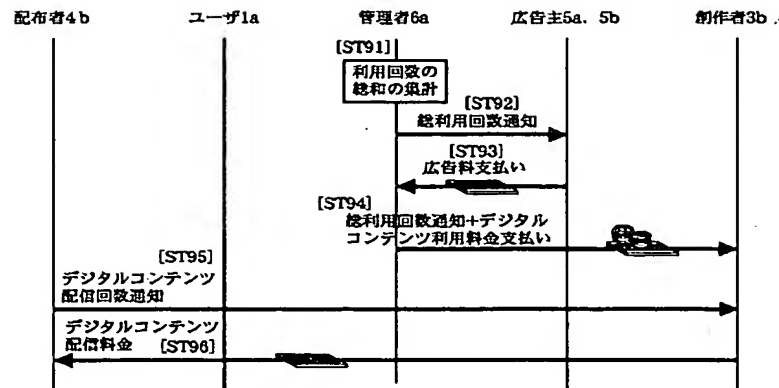 配布者4b ユーザ1a 管理者6a 広告主5a, 5b 創作者3b
[ST91]
利用回数の
総和の集計
[ST92]
総利用回数通知
[ST93]
広告料支払い
[ST94]
総利用回数通知+デジタル
コンテンツ利用料金支払い
[ST95]
デジタルコンテンツ
配信回数通知
デジタルコンテンツ
配信料金 [ST96]